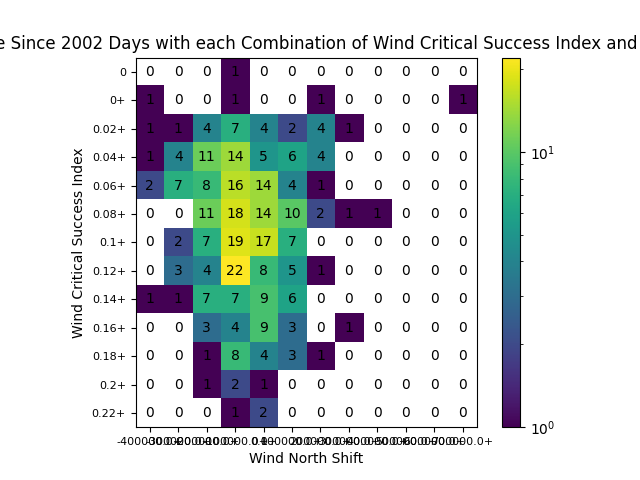 e Since 2002 Days with each Combination of Wind Critical Success Index and
Wind Critical Success Index
0 0 0 0 1 0 0 0 0 0 0 0 0
0+ 1 0 0 1 0 0 1 0 0 0 0 1
0.02+ 1 1 4 7 4 2 4 1 0 0 0 0
0.04+ 1 4 11 14 5 6 4 0 0 0 0 0
0.06+ 2 7 8 16 14 4 1 0 0 0 0 0
0.08+ 0 0 11 18 14 10 2 1 1 0 0 0
0.1+ 0 2 7 19 17 7 0 0 0 0 0 0
0.12+ 0 3 4 22 8 5 1 0 0 0 0 0
0.14+ 1 1 7 7 9 6 0 0 0 0 0 0
0.16+ 0 0 3 4 9 3 0 1 0 0 0 0
0.18+ 0 0 1 8 4 3 1 0 0 0 0 0
0.2+ 0 0 1 2 1 0 0 0 0 0 0 0
0.22+ 0 0 0 1 2 0 0 0 0 0 0 0
Wind North Shift
10¹
10⁰